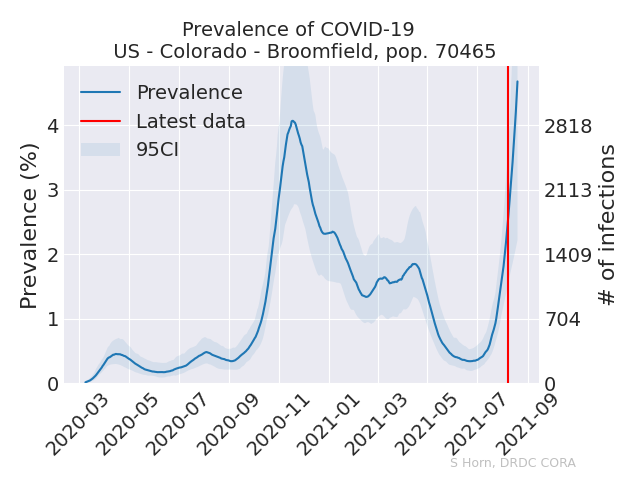 Prevalence of COVID-19
US - Colorado - Broomfield, pop. 70465
Prevalence
Latest data
95CI
Prevalence (%)
4
3
2
1
0
# of infections
2818
2113
1409
704
0
2020-03
2020-05
2020-07
2020-09
2020-11
2021-01
2021-03
2021-05
2021-07
2021-09
S Horn, DRDC CORA